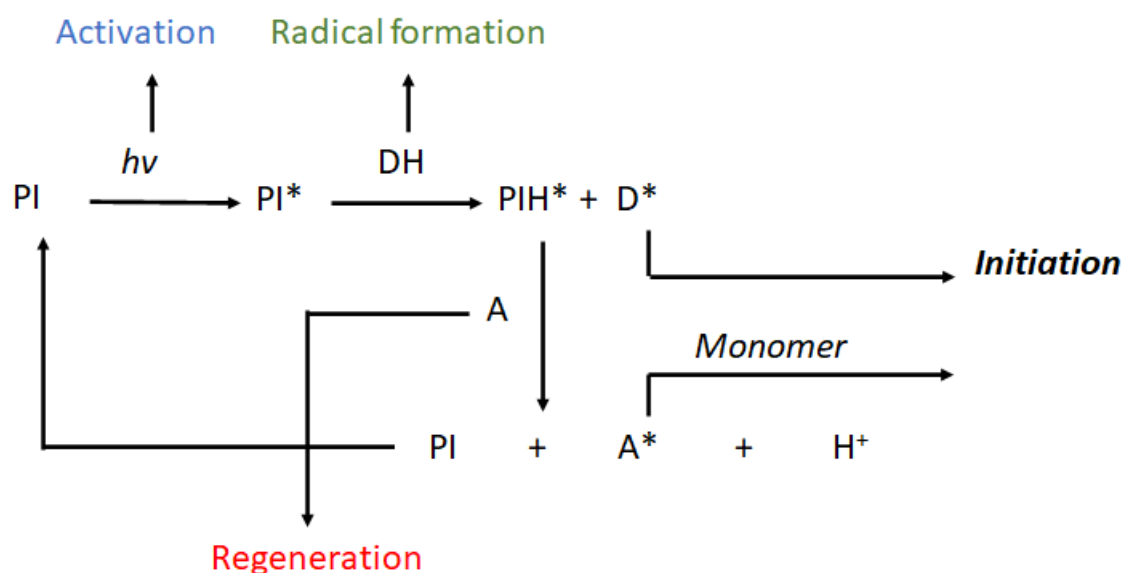 Activation Radical formation
hv DH
PI PI* PIH* + D*
Initiation
A
Monomer
PI + A* + H⁺
Regeneration